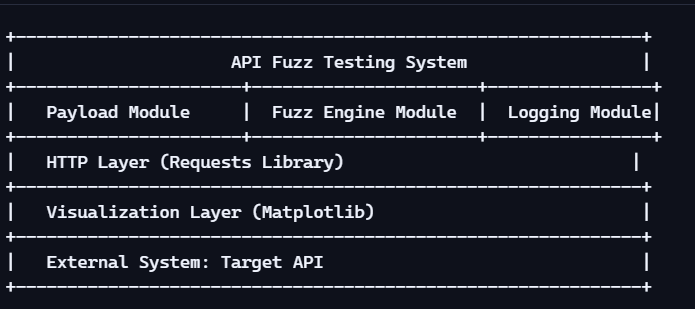 API Fuzz Testing System
Payload Module | Fuzz Engine Module | Logging Module
HTTP Layer (Requests Library)
Visualization Layer (Matplotlib)
External System: Target API